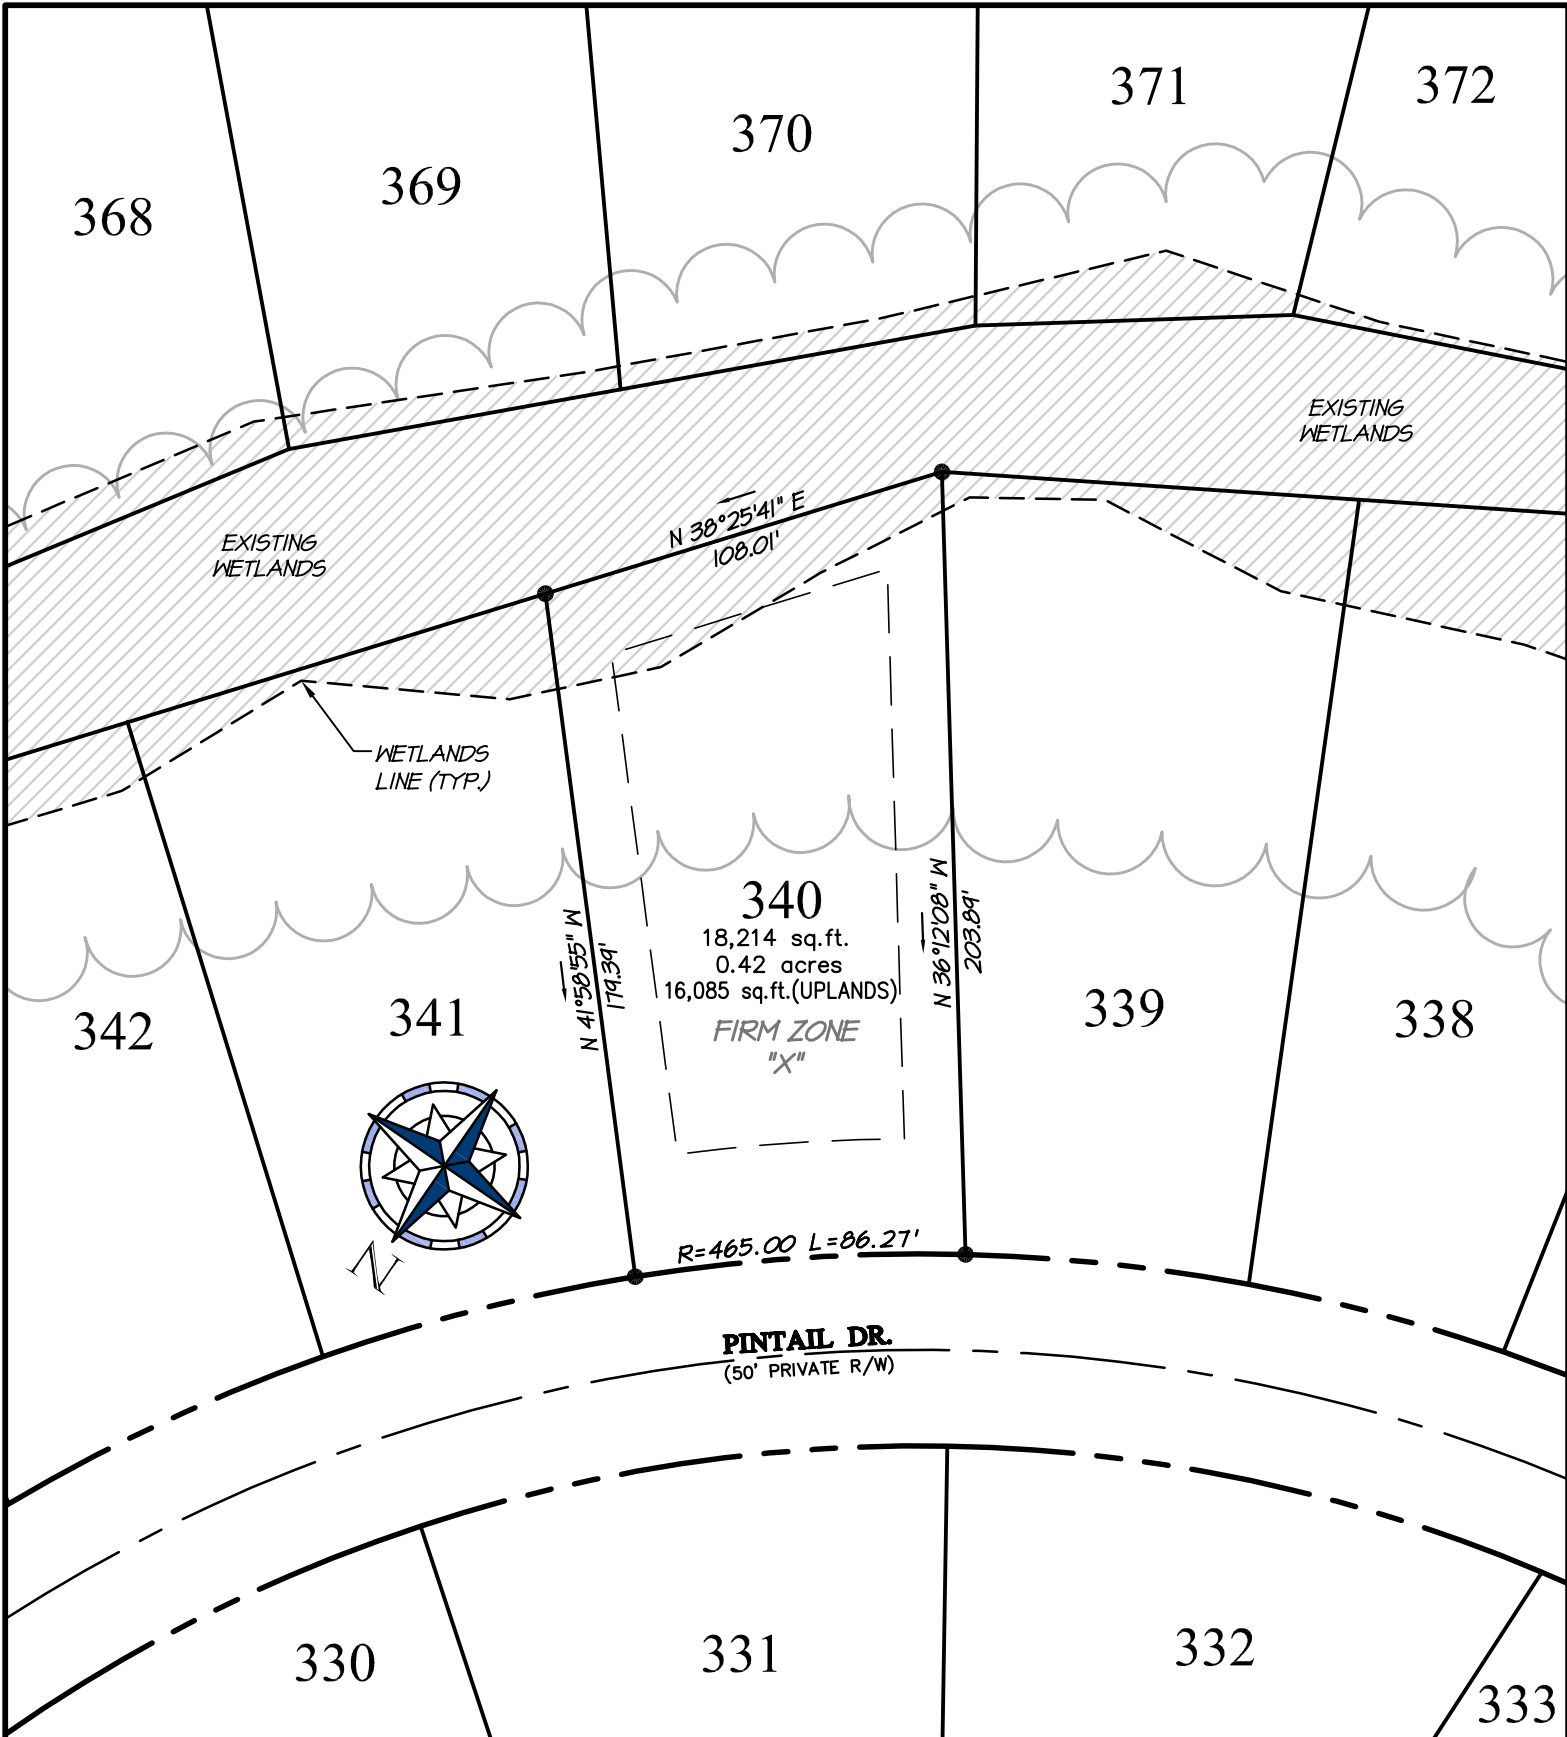 371
372
370
369
368
EXISTING
WETLANDS
N 38°25'41" E
108.01'
EXISTING
WETLANDS
WETLANDS
LINE (TYP.)
340
18,214 sq.ft.
0.42 acres
16,085 sq.ft.(UPLANDS)
FIRM ZONE
"X"
N 41°58'55" W
179.39'
N 36°12'08" W
203.89'
342
341
339
338
N
R=465.00 L=86.27'
PINTAIL DR.
(50' PRIVATE R/W)
330
331
332
333